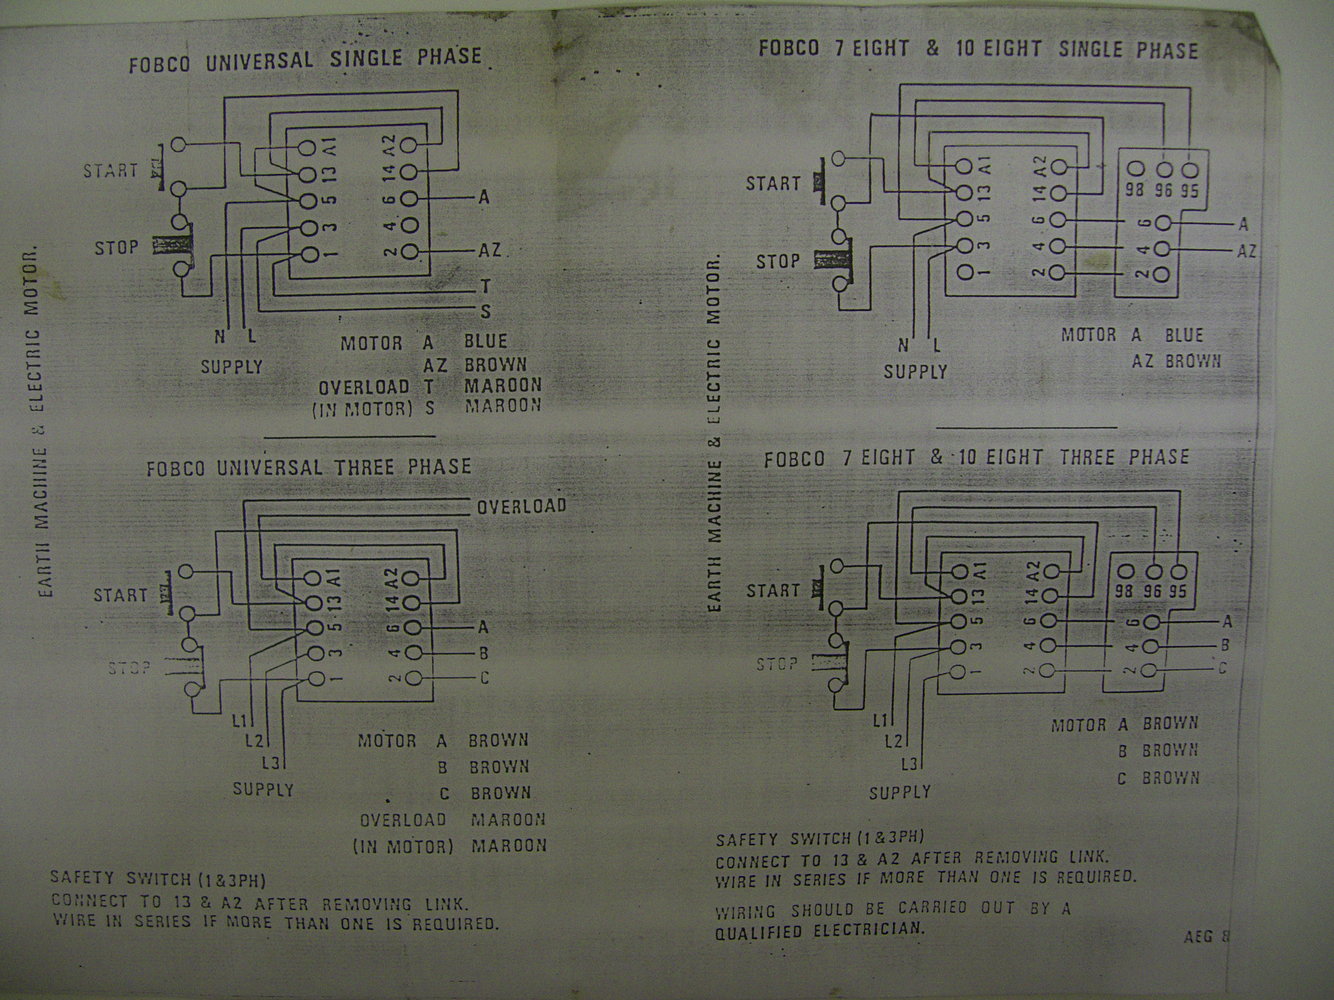 FOBCO UNIVERSAL SINGLE PHASE
START
STOP
A1
13
5
3
1
A2
14
6
4
2
A
AZ
T
S
N L
SUPPLY
MOTOR A BLUE
AZ BROWN
OVERLOAD T MAROON
(IN MOTOR) S MAROON
EARTH MACHINE & ELECTRIC MOTOR.
FOBCO 7 EIGHT & 10 EIGHT SINGLE PHASE
START
STOP
A1
13
5
3
1
A2
14
6
4
2
98 96 95
6
4
2
A
AZ
N L
SUPPLY
MOTOR A BLUE
AZ BROWN
EARTH MACHINE & ELECTRIC MOTOR.
FOBCO UNIVERSAL THREE PHASE
OVERLOAD
START
STOP
A1
13
5
3
1
A2
14
6
4
2
A
B
C
L1
L2
L3
SUPPLY
MOTOR A BROWN
B BROWN
C BROWN
OVERLOAD MAROON
(IN MOTOR) MAROON
SAFETY SWITCH (1&3PH)
CONNECT TO 13 & A2 AFTER REMOVING LINK.
WIRE IN SERIES IF MORE THAN ONE IS REQUIRED.
FOBCO 7 EIGHT & 10 EIGHT THREE PHASE
START
STOP
A1
13
5
3
1
A2
14
6
4
2
98 96 95
6
4
2
A
B
C
L1
L2
L3
SUPPLY
MOTOR A BROWN
B BROWN
C BROWN
SAFETY SWITCH (1&3PH)
CONNECT TO 13 & A2 AFTER REMOVING LINK.
WIRE IN SERIES IF MORE THAN ONE IS REQUIRED.
WIRING SHOULD BE CARRIED OUT BY A
QUALIFIED ELECTRICIAN.
AEG